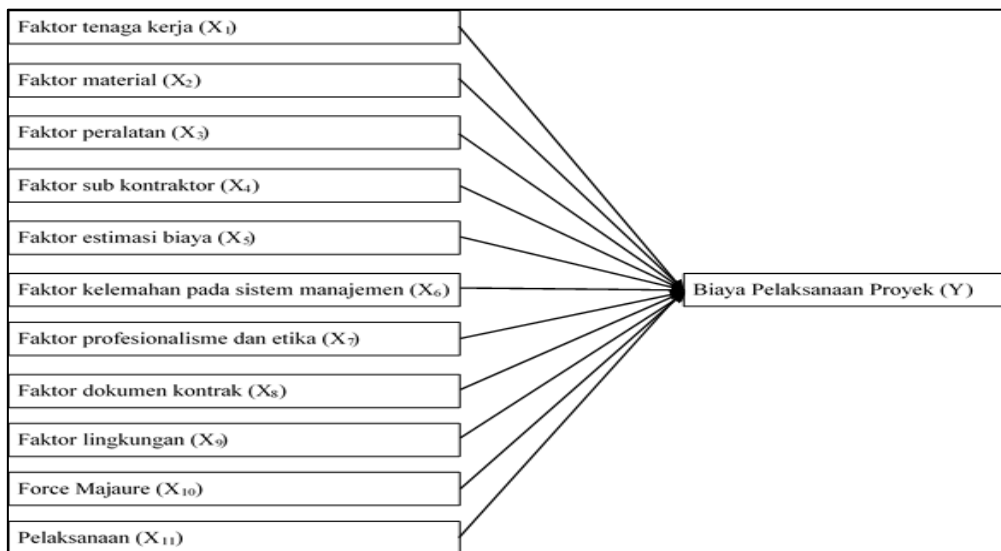 Faktor tenaga kerja (X₁)
Faktor material (X₂)
Faktor peralatan (X₃)
Faktor sub kontraktor (X₄)
Faktor estimasi biaya (X₅)
Faktor kelemahan pada sistem manajemen (X₆)
Faktor profesionalisme dan etika (X₇)
Faktor dokumen kontrak (X₈)
Faktor lingkungan (X₉)
Force Majaure (X₁₀)
Pelaksanaan (X₁₁)
Biaya Pelaksanaan Proyek (Y)